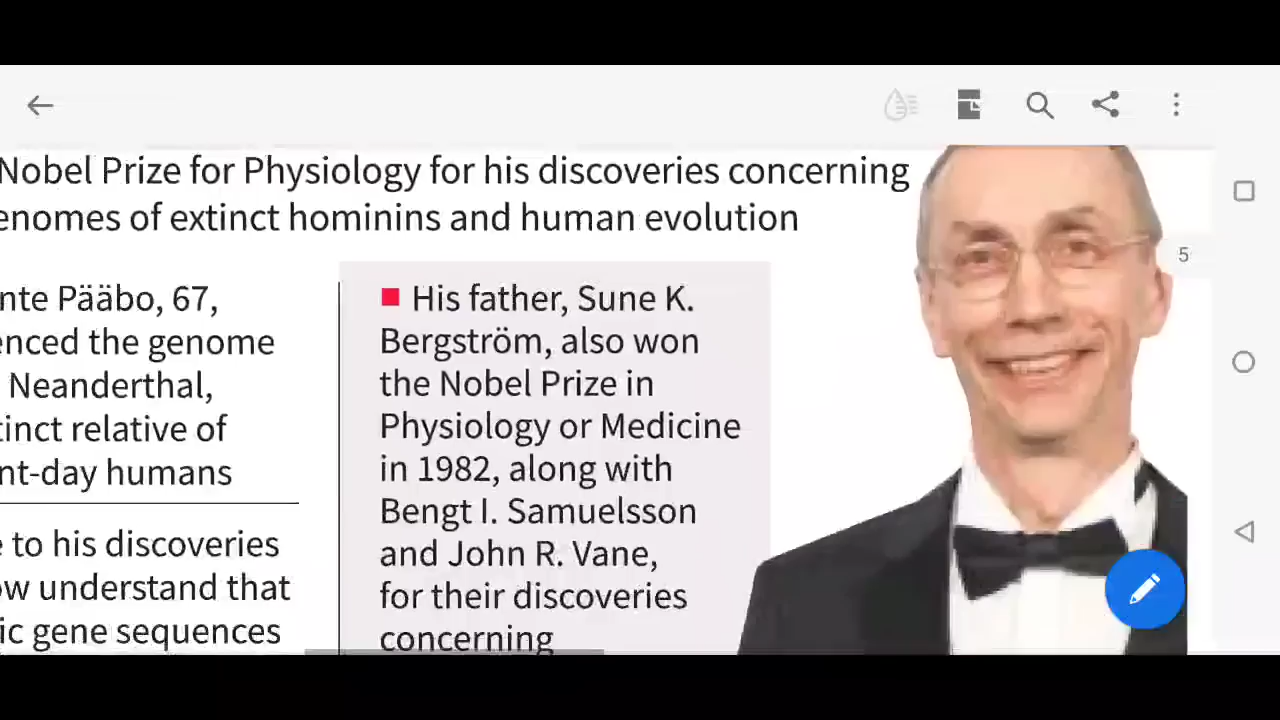 Nobel Prize for Physiology for his discoveries concerning
enomes of extinct hominins and human evolution
nte Pääbo, 67,
enced the genome
Neanderthal,
tinct relative of
nt-day humans
e to his discoveries
ow understand that
ic gene sequences
His father, Sune K.
Bergström, also won
the Nobel Prize in
Physiology or Medicine
in 1982, along with
Bengt I. Samuelsson
and John R. Vane,
for their discoveries
concerning
5